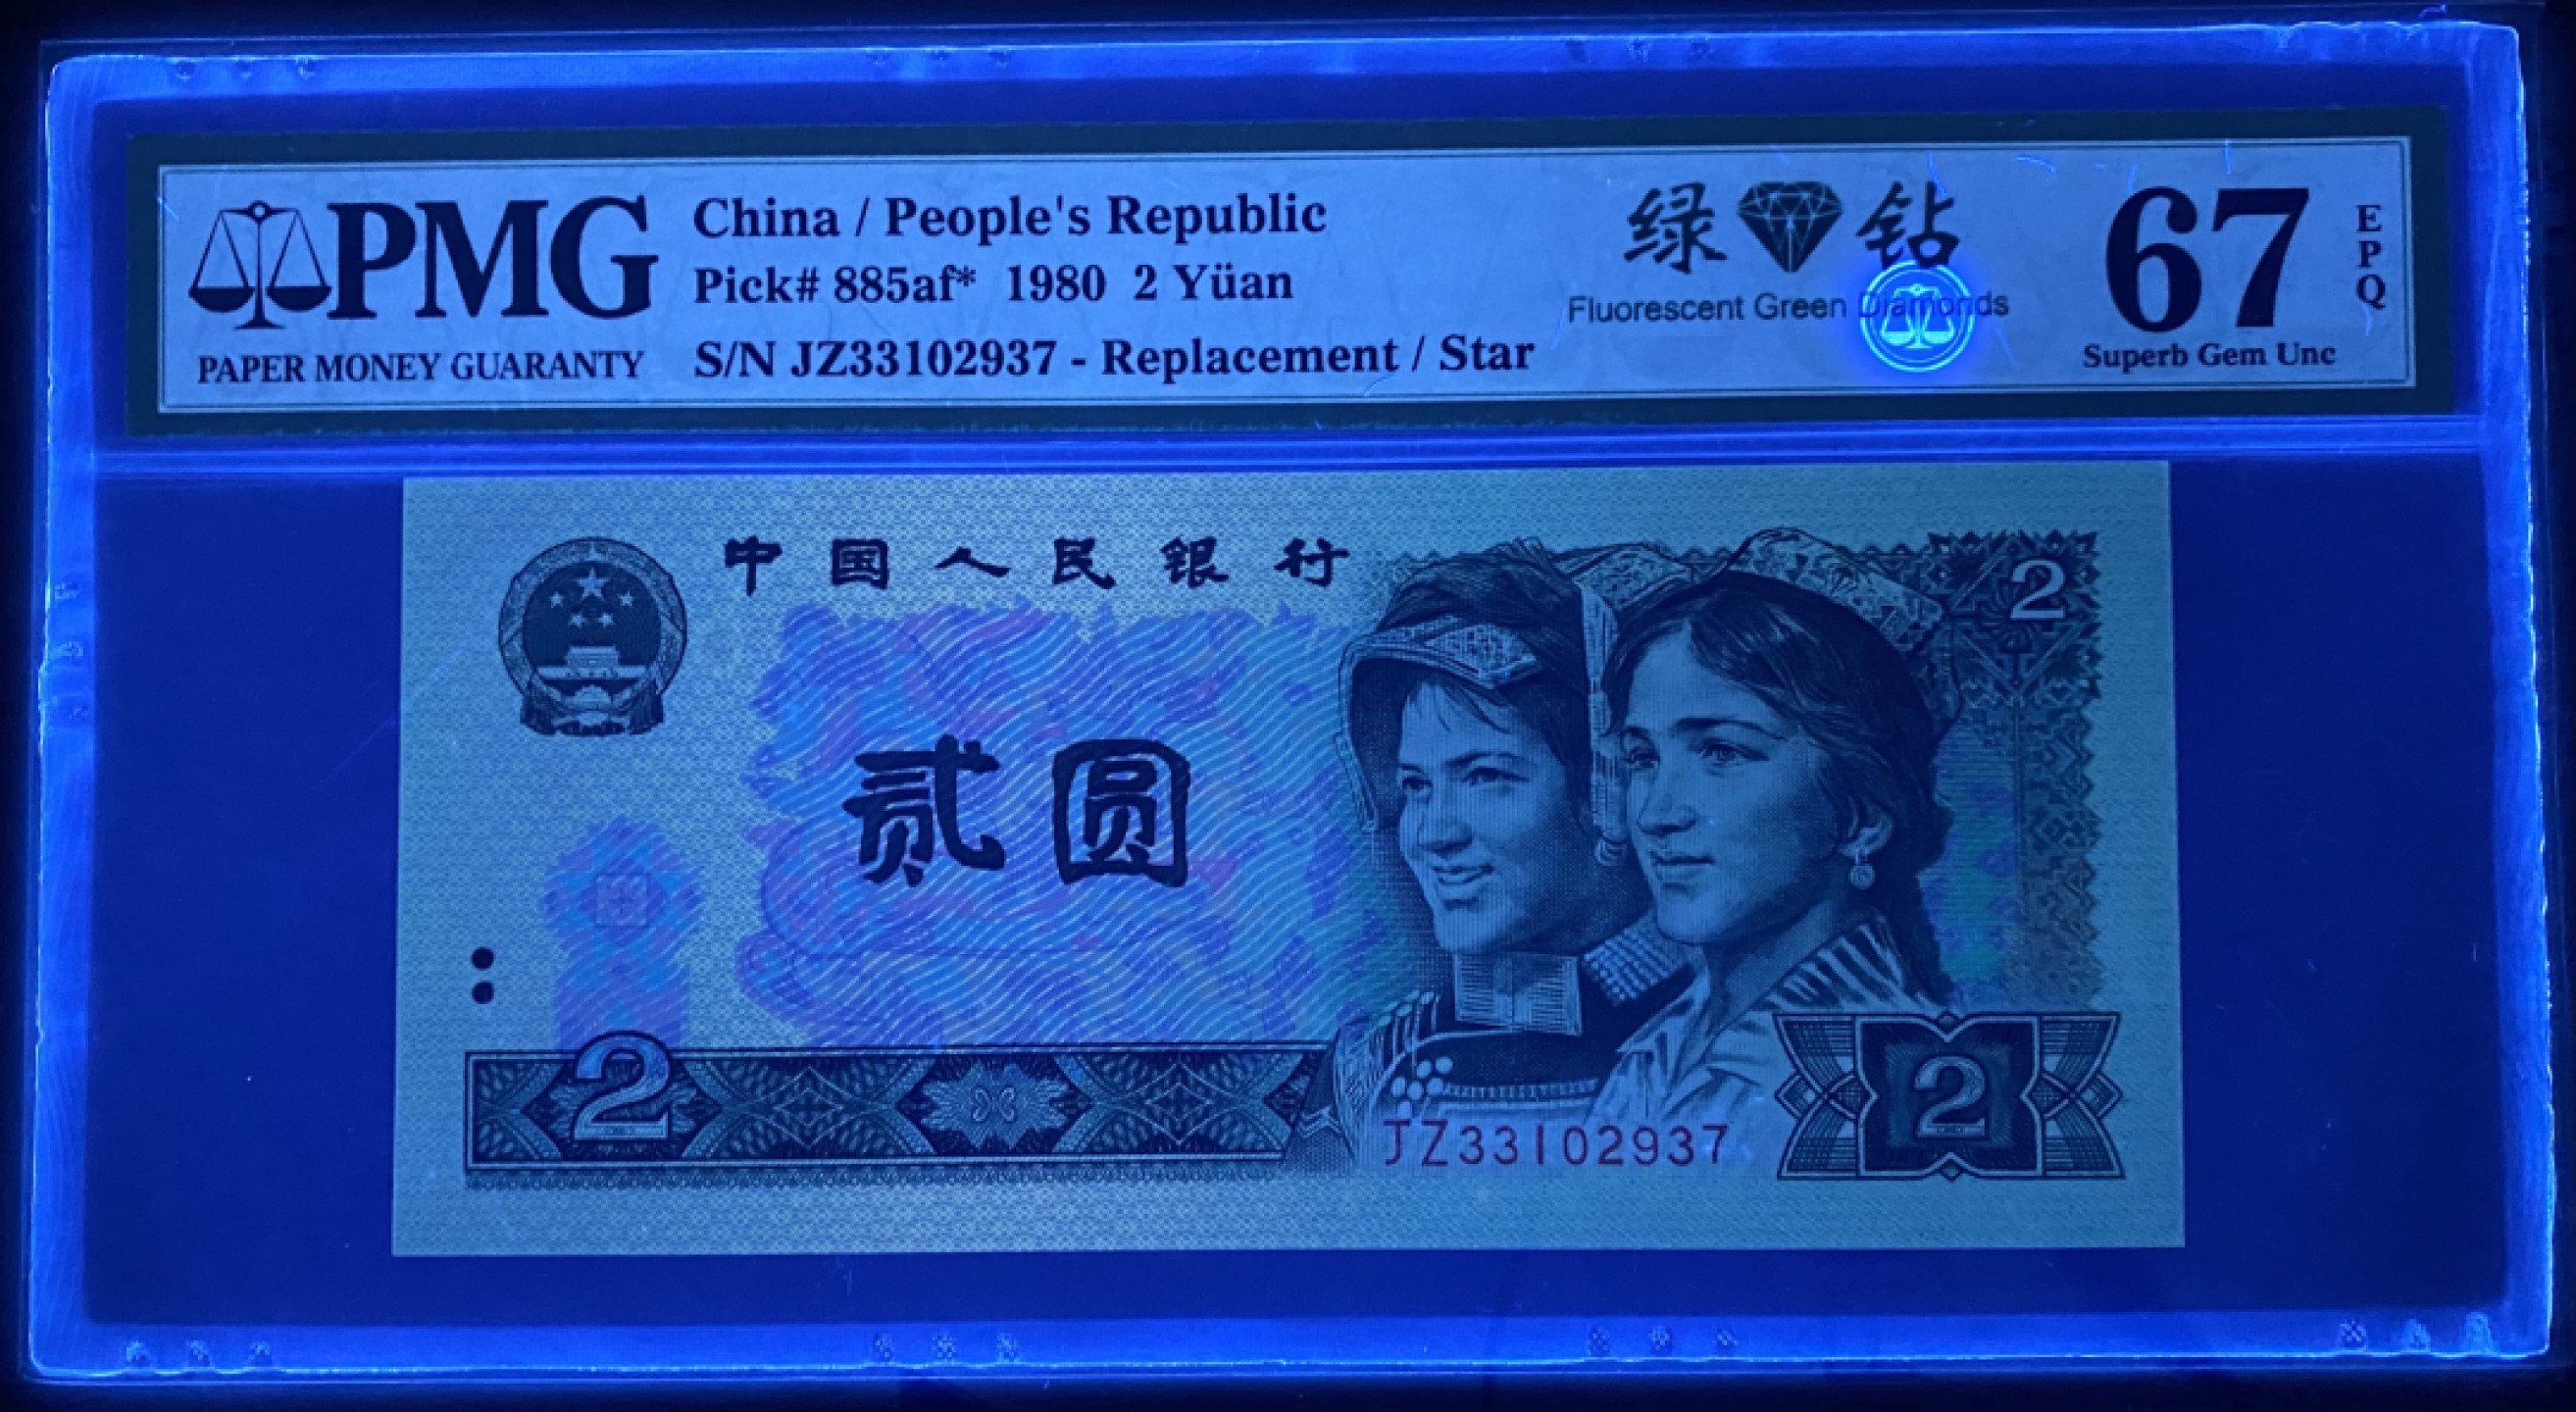 PMG
PAPER MONEY GUARANTY
China / People's Republic
Pick# 885af* 1980 2 Yüan
S/N JZ33102937 - Replacement / Star
绿 钻
Fluorescent Green Diamonds
67
EPQ
Superb Gem Unc
中国人民银行
2
贰圆
2
JZ33102937
2